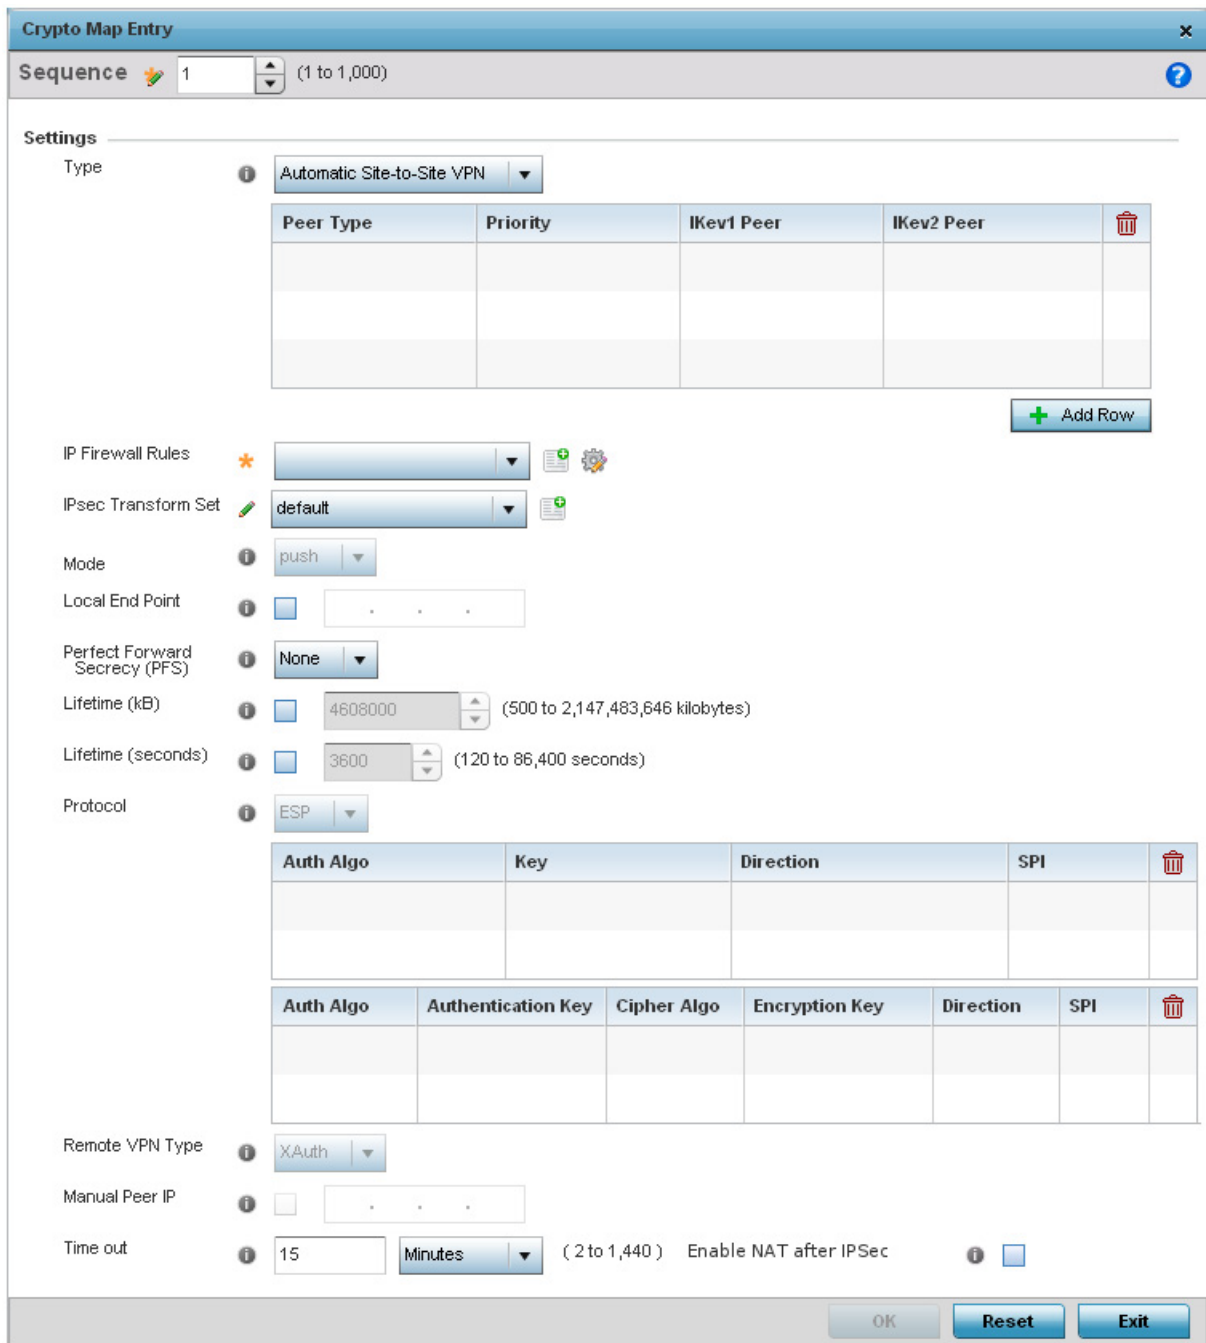 Crypto Map Entry
Sequence 1 (1 to 1,000)
Settings
Type Automatic Site-to-Site VPN
Peer Type Priority IKev1 Peer IKev2 Peer
Add Row
IP Firewall Rules
IPsec Transform Set default
Mode push
Local End Point . . .
Perfect Forward
Secrecy (PFS) None
Lifetime (kB) 4608000 (500 to 2,147,483,646 kilobytes)
Lifetime (seconds) 3600 (120 to 86,400 seconds)
Protocol ESP
Auth Algo Key Direction SPI
Auth Algo Authentication Key Cipher Algo Encryption Key Direction SPI
Remote VPN Type XAuth
Manual Peer IP . . .
Time out 15 Minutes ( 2 to 1,440 ) Enable NAT after IPSec
OK Reset Exit